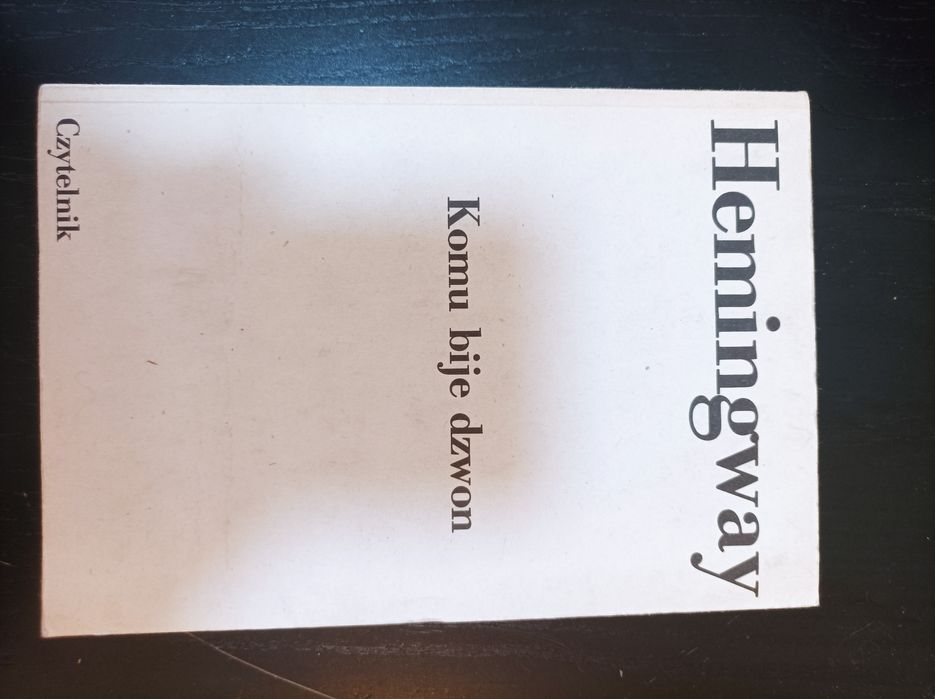 Hemingway
Komu bije dzwon
Czytelnik